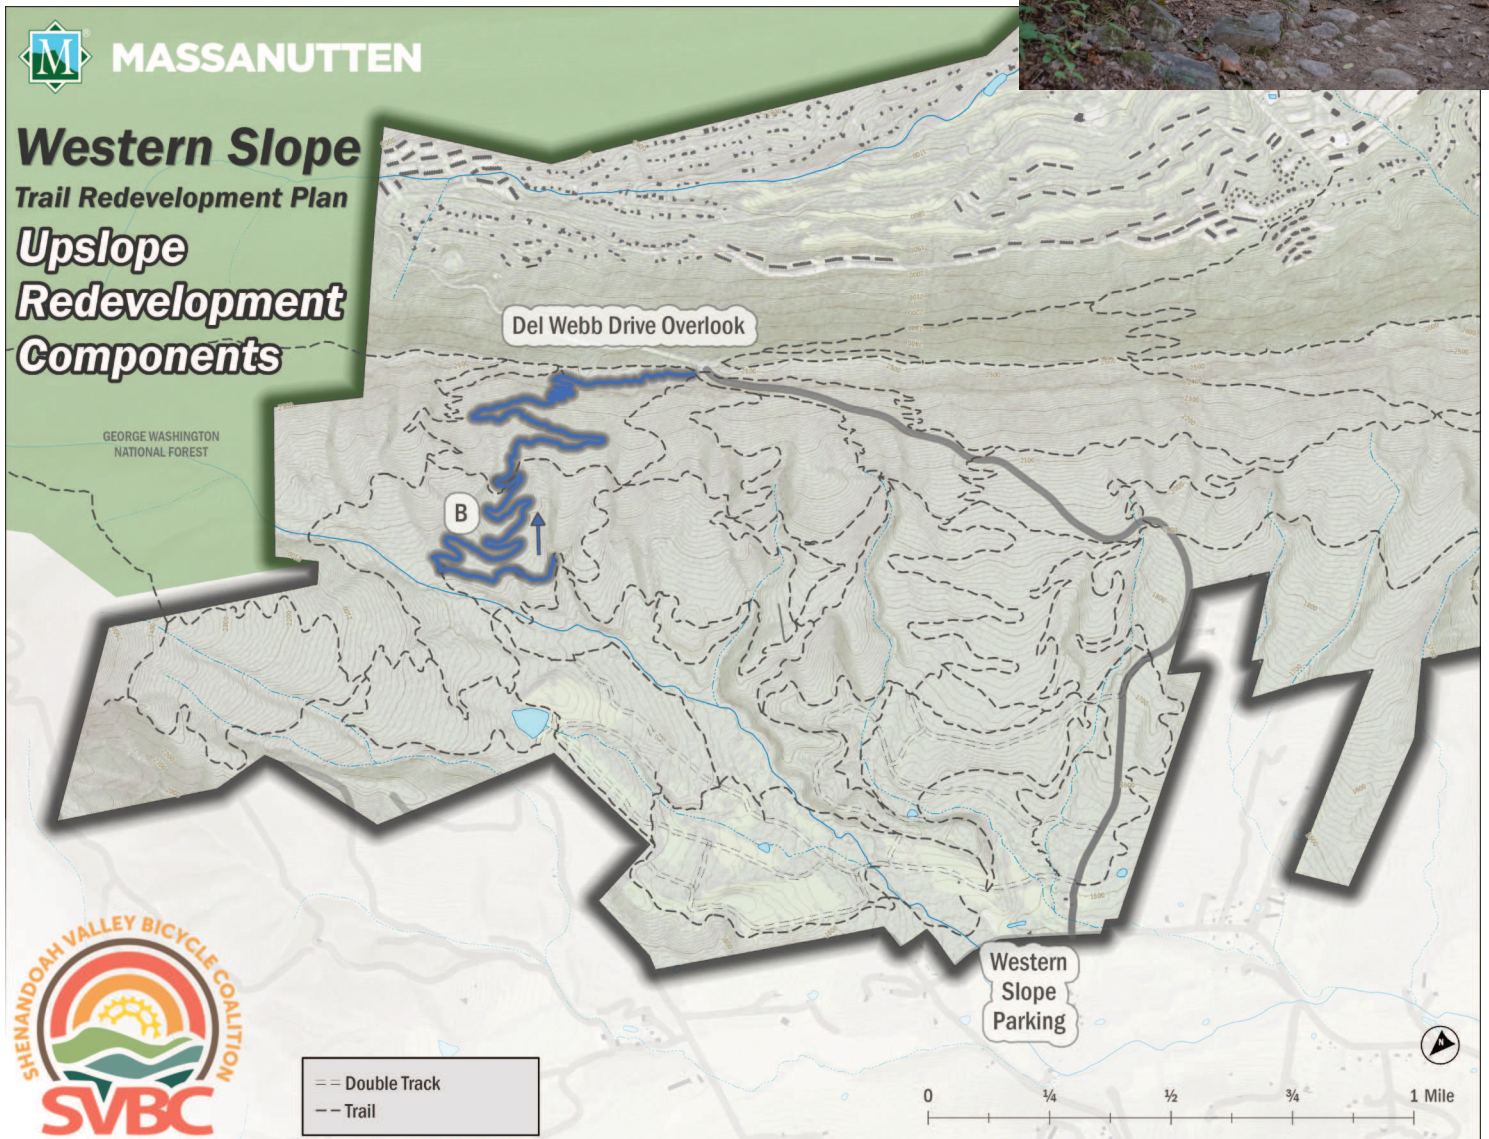 M ®
MASSANUTTEN
Western Slope
Trail Redevelopment Plan
Upslope
Redevelopment
Components
Del Webb Drive Overlook
GEORGE WASHINGTON
NATIONAL FOREST
B
Western
Slope
Parking
SHENANDOAH VALLEY BICYCLE COALITION
SVBC
Double Track
Trail
N
0 ¼ ½ ¾ 1 Mile